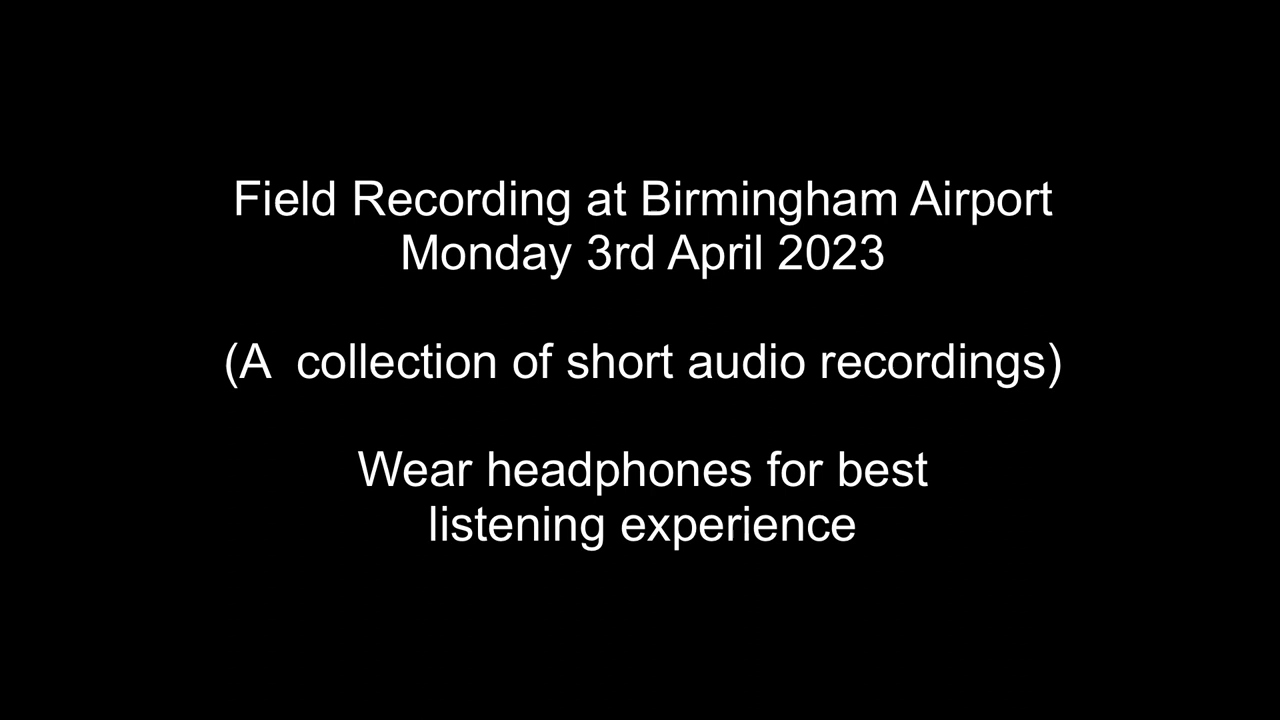 Field Recording at Birmingham Airport
Monday 3rd April 2023
(A  collection of short audio recordings)
Wear headphones for best
listening experience